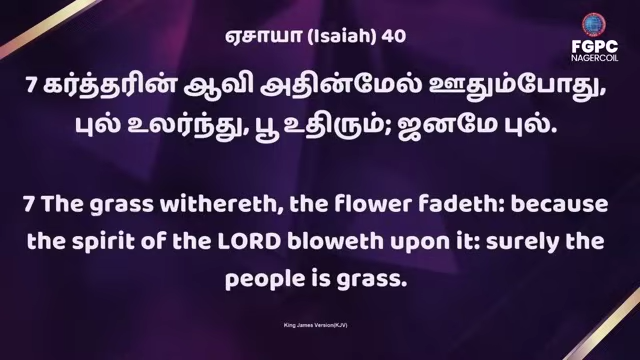 ஏசாயா (Isaiah) 40
FGPC
NAGERCOIL
7 கர்த்தரின் ஆவி அதின்மேல் ஊதும்போது,
புல் உலர்ந்து, பூ உதிரும்; ஜனமே புல்.
7 The grass withereth, the flower fadeth: because
the spirit of the LORD bloweth upon it: surely the
people is grass.
King James Version(KJV)